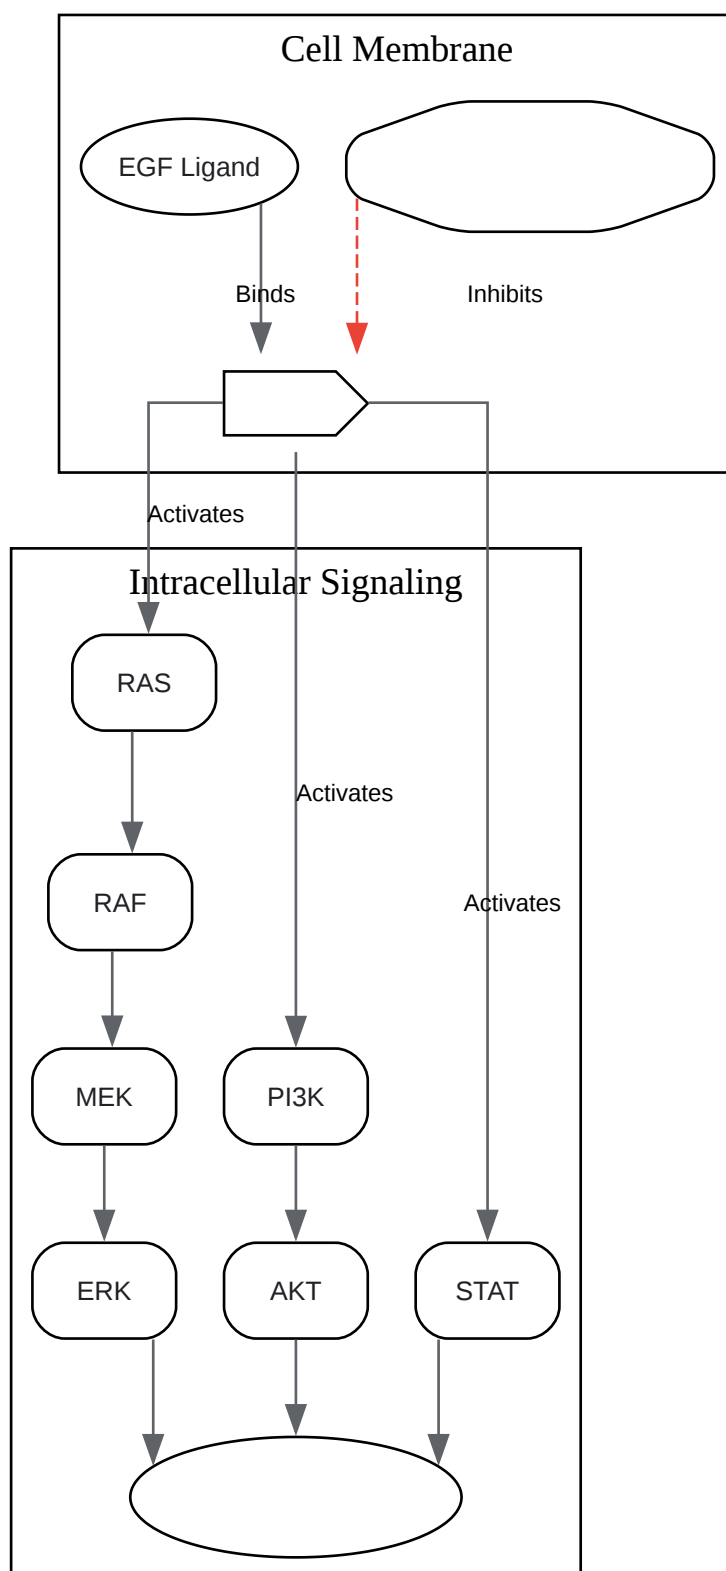 Cell Membrane
EGF Ligand
Binds
Inhibits
Activates
Intracellular Signaling
RAS
Activates
RAF
Activates
MEK
PI3K
ERK
AKT
STAT